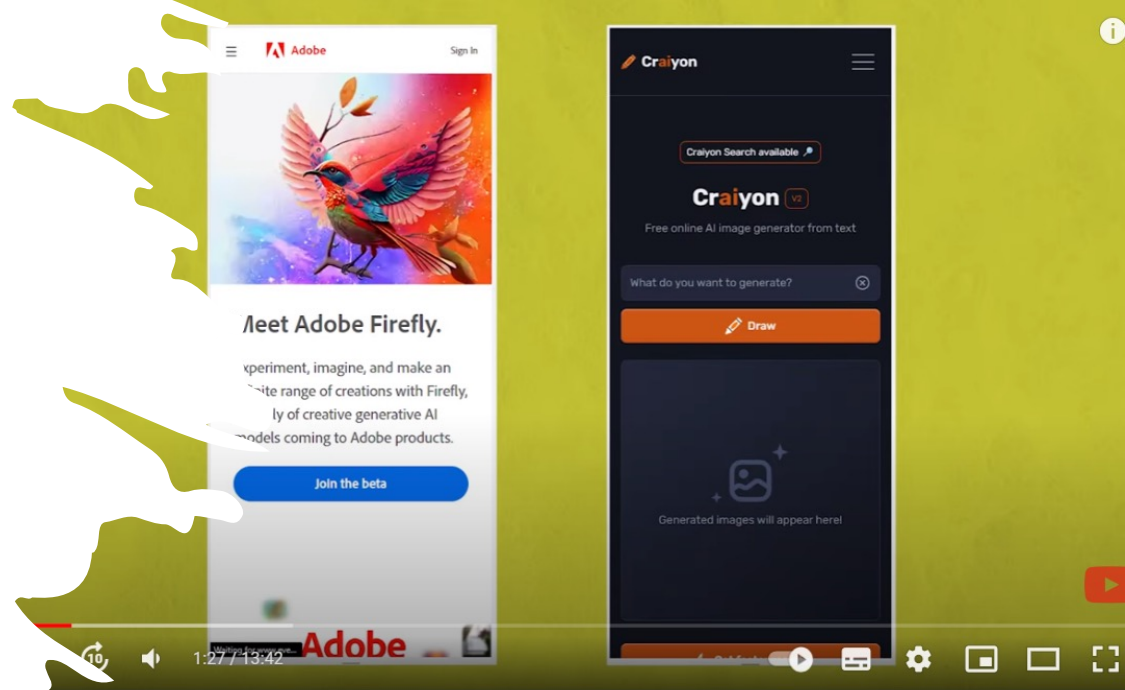 Adobe
Sign In
Meet Adobe Firefly.
experiment, imagine, and make an
range of creations with Firefly,
ly of creative generative AI
models coming to Adobe products.
Join the beta
Adobe
1:27 / 13:42
10
Craiyon
Craiyon Search available
Craiyon V2
Free online AI image generator from text
What do you want to generate?
Draw
Generated images will appear here!